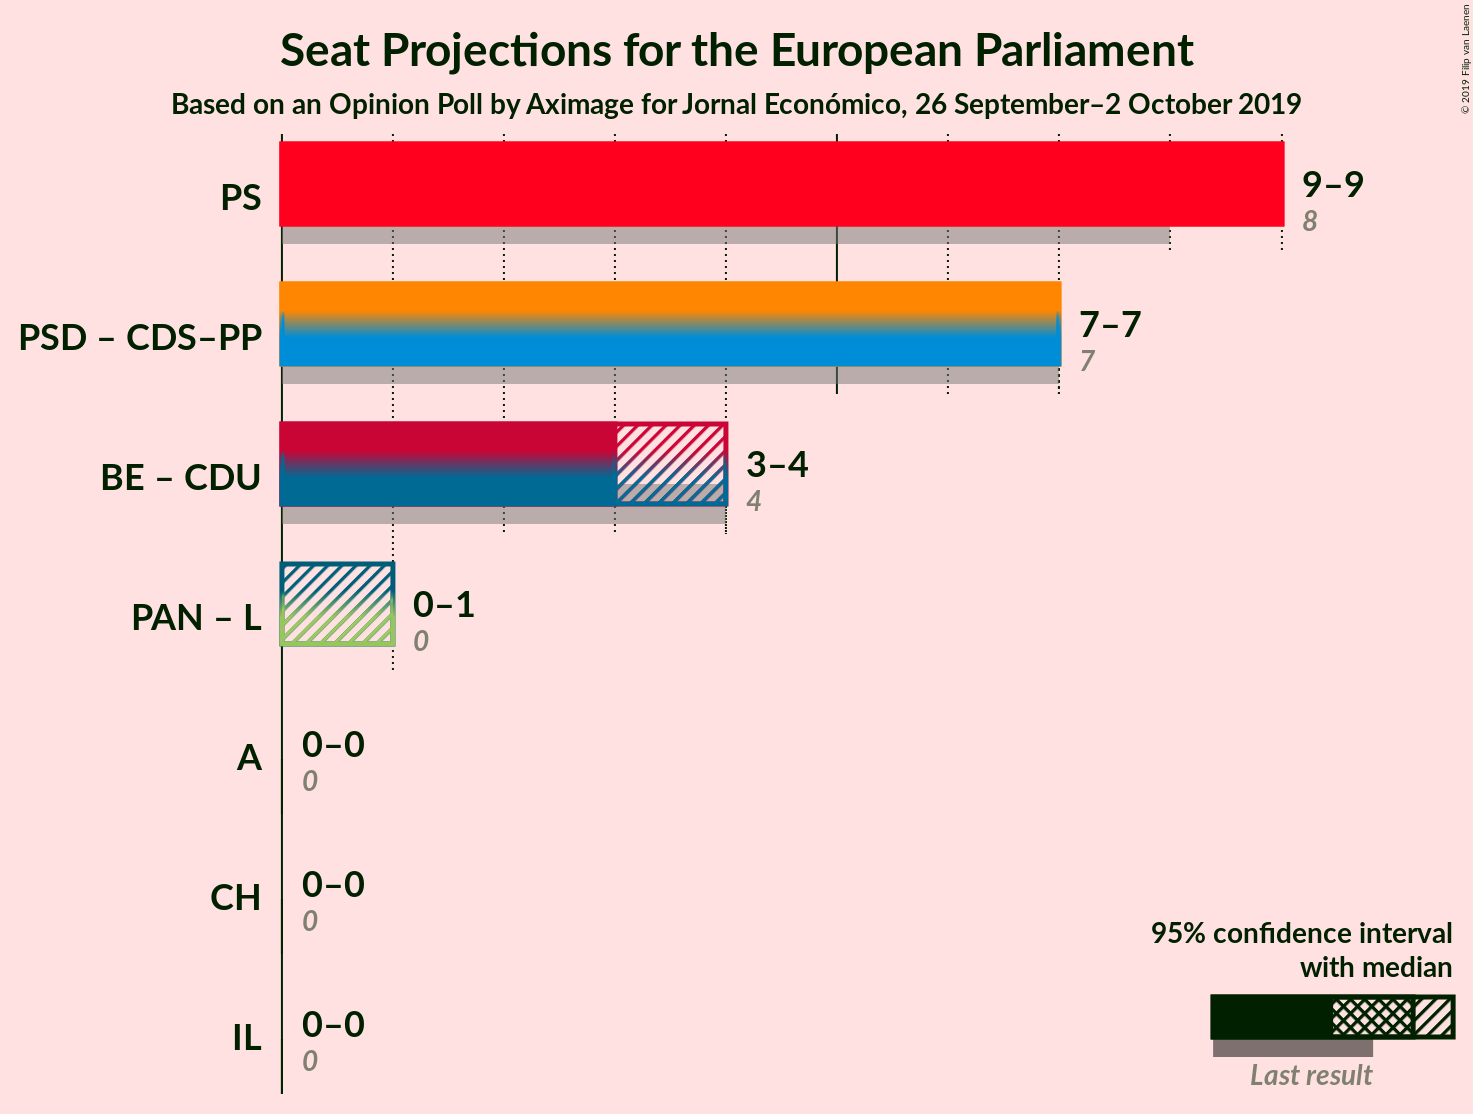 Seat Projections for the European Parliament
Based on an Opinion Poll by Aximage for Jornal Económico, 26 September–2 October 2019
© 2019 Filip van Laenen
PS
9–9
8
PSD – CDS–PP
7–7
7
BE – CDU
3–4
4
PAN – L
0–1
0
A
0–0
0
CH
0–0
0
IL
0–0
0
95% confidence interval
with median
Last result